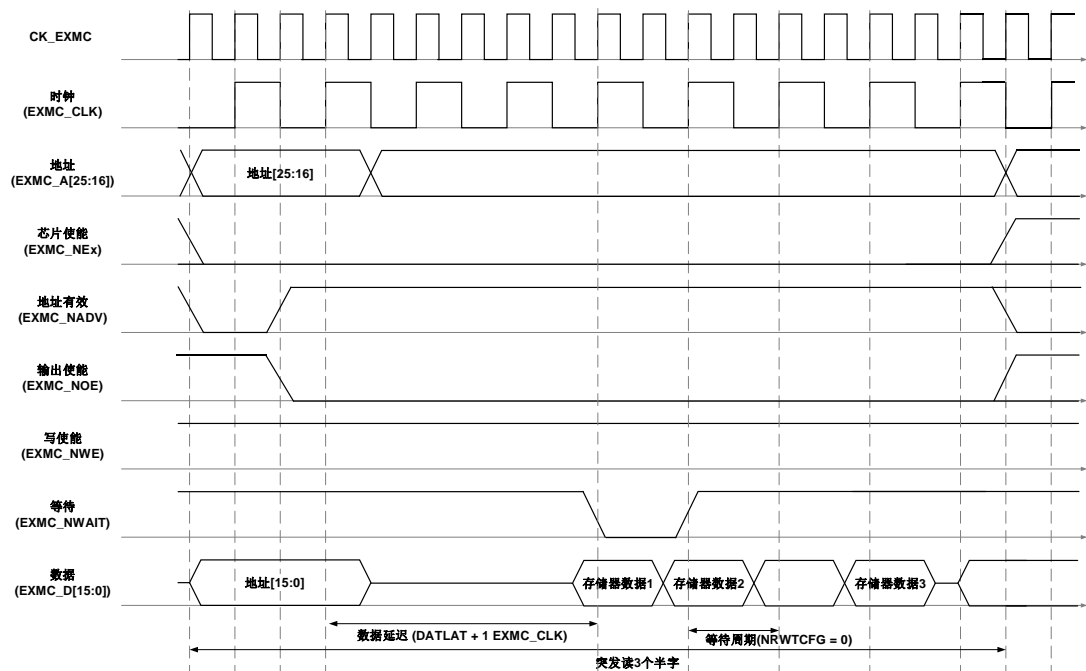 CK_EXMC
时钟
(EXMC_CLK)
地址
(EXMC_A[25:16])
地址[25:16]
芯片使能
(EXMC_NEx)
地址有效
(EXMC_NADV)
输出使能
(EXMC_NOE)
写使能
(EXMC_NWE)
等待
(EXMC_NWAIT)
数据
(EXMC_D[15:0])
地址[15:0]
存储器数据1
存储器数据2
存储器数据3
数据延迟 (DATLAT + 1 EXMC_CLK)
等待周期(NRWTCFG = 0)
突发读3个半字